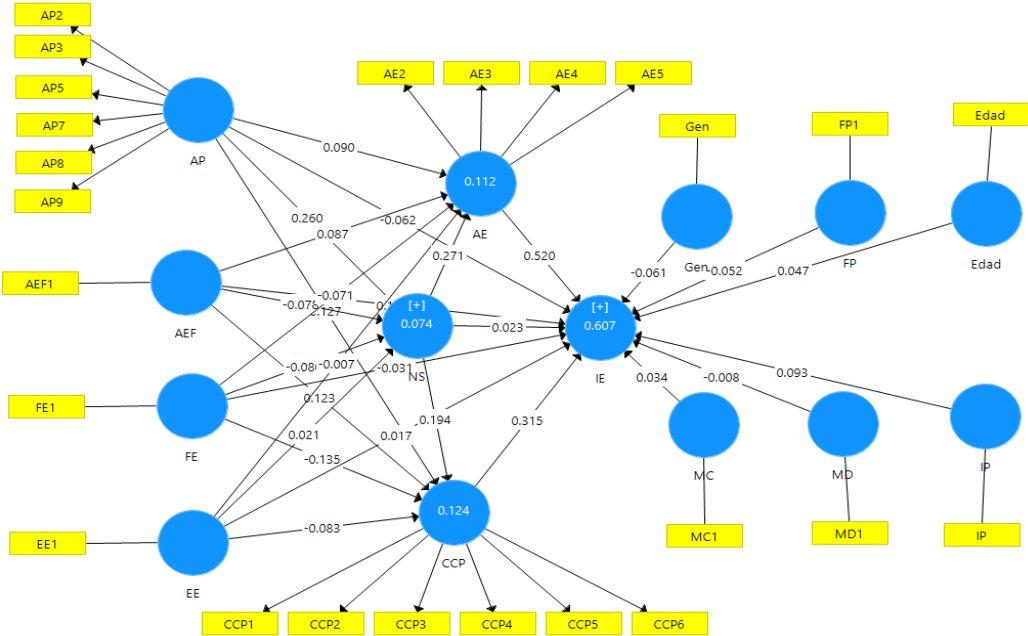 AP2
AP3
AP5
AP7
AP8
AP9
AP
AE2
AE3
AE4
AE5
0.112
AE
Gen
Gen
FP1
FP
Edad
Edad
0.090
0.260
-0.062
0.087
0.271
0.520
-0.061
-0.052
0.047
AEF1
AEF
-0.071
0.127
[+]
0.074
NS
0.023
[+]
0.607
IE
FE1
FE
-0.031
-0.007
0.123
0.021
-0.135
0.017
0.194
0.315
0.034
-0.008
0.093
MC
MC1
MD
MD1
IP
IP
EE1
EE
-0.083
0.124
CCP
CCP1
CCP2
CCP3
CCP4
CCP5
CCP6